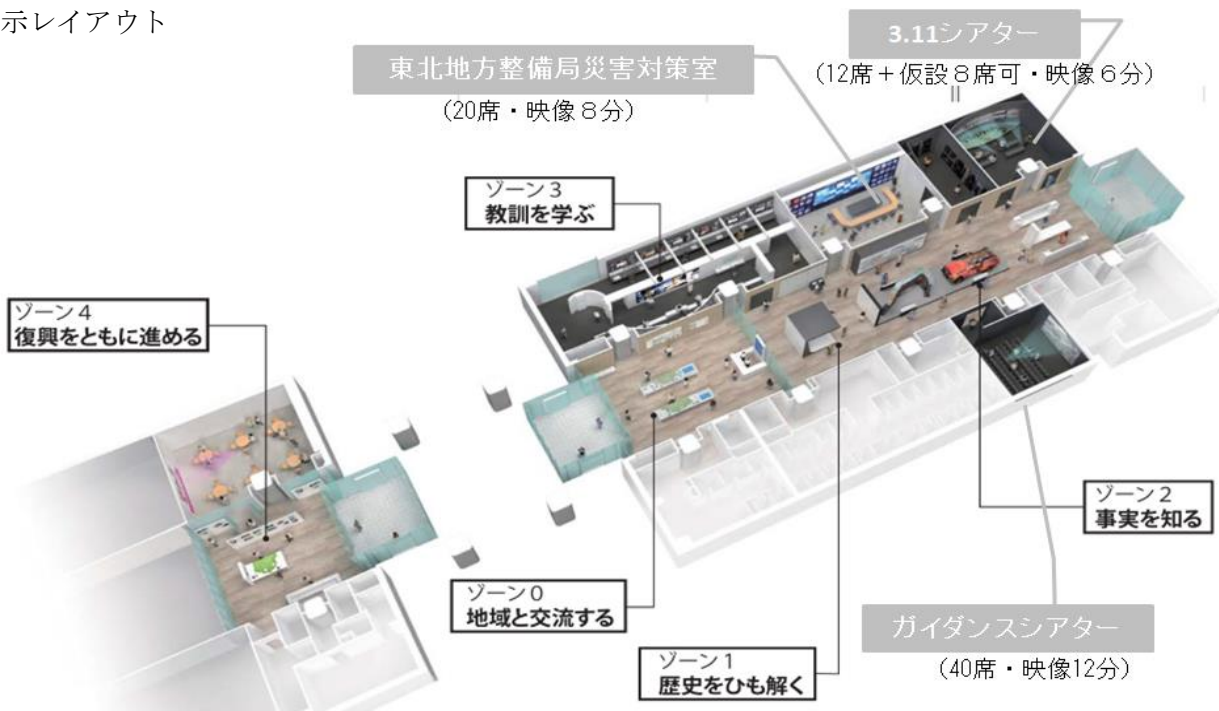 示レイアウト
3.11シアター
(12席+仮設8席可・映像6分)
東北地方整備局災害対策室
(20席・映像8分)
ゾーン3
教訓を学ぶ
ゾーン4
復興をともに進める
ゾーン2
事実を知る
ゾーン0
地域と交流する
ガイダンスシアター
(40席・映像12分)
ゾーン1
歴史をひも解く